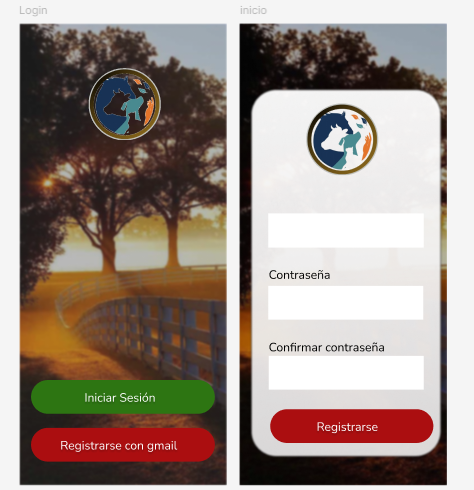 Login
inicio
Iniciar Sesión
Registrarse con gmail
Contraseña
Confirmar contraseña
Registrarse